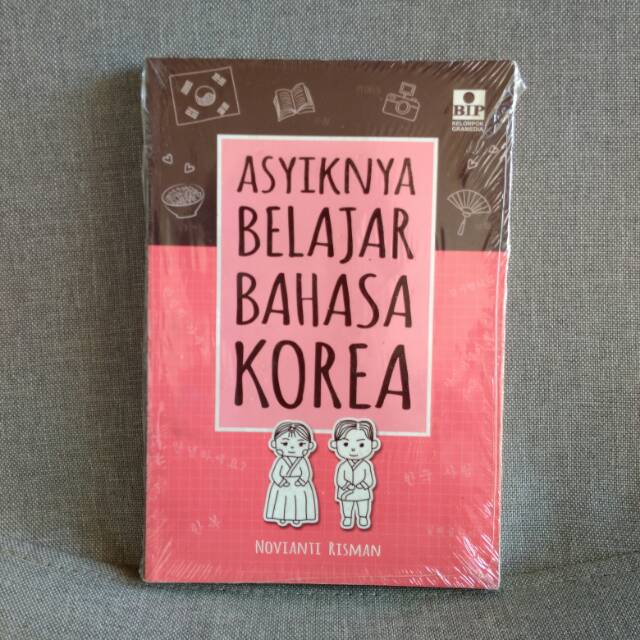 BIP
KELOMPOK
GRAMEDIA
ASYIKNYA
BELAJAR
BAHASA
KOREA
NOVIANTI RISMAN